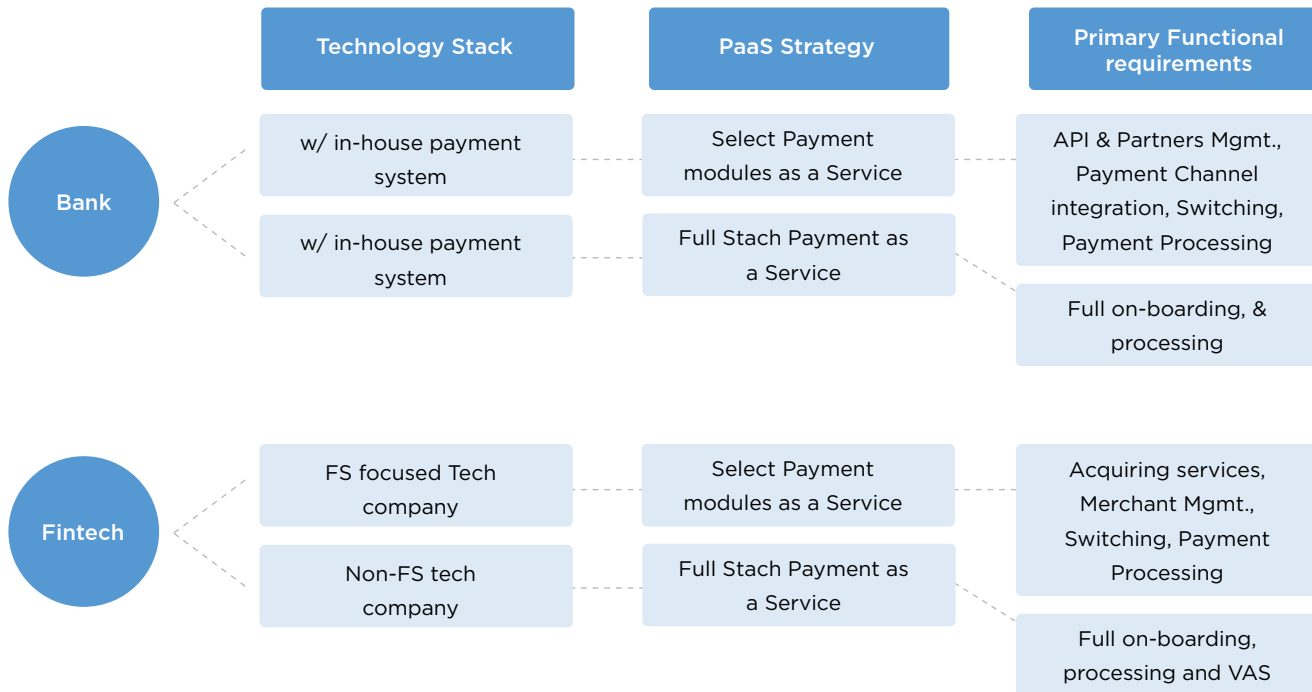 Technology Stack
PaaS Strategy
Primary Functional
requirements
Bank
w/ in-house payment
system
Select Payment
modules as a Service
API & Partners Mgmt.,
Payment Channel
integration, Switching,
Payment Processing
w/ in-house payment
system
Full Stach Payment as
a Service
Full on-boarding, &
processing
Fintech
FS focused Tech
company
Select Payment
modules as a Service
Acquiring services,
Merchant Mgmt.,
Switching, Payment
Processing
Non-FS tech
company
Full Stach Payment as
a Service
Full on-boarding,
processing and VAS